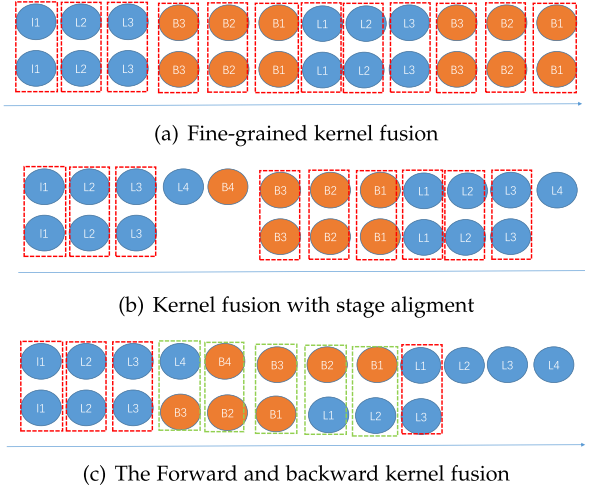 I1 L2 L3 B3 B2 B1 L1 L2 L3 B3 B2 B1
I1 L2 L3 B3 B2 B1 L1 L2 L3 B3 B2 B1
(a) Fine-grained kernel fusion
I1 L2 L3 L4 B4 B3 B2 B1 L1 L2 L3 L4
I1 L2 L3 B3 B2 B1 L1 L2 L3
(b) Kernel fusion with stage aligment
I1 L2 L3 L4 B4 B3 B2 B1 L1 L2 L3 L4
I1 L2 L3 B3 B2 B1 L1 L2 L3
(c) The Forward and backward kernel fusion